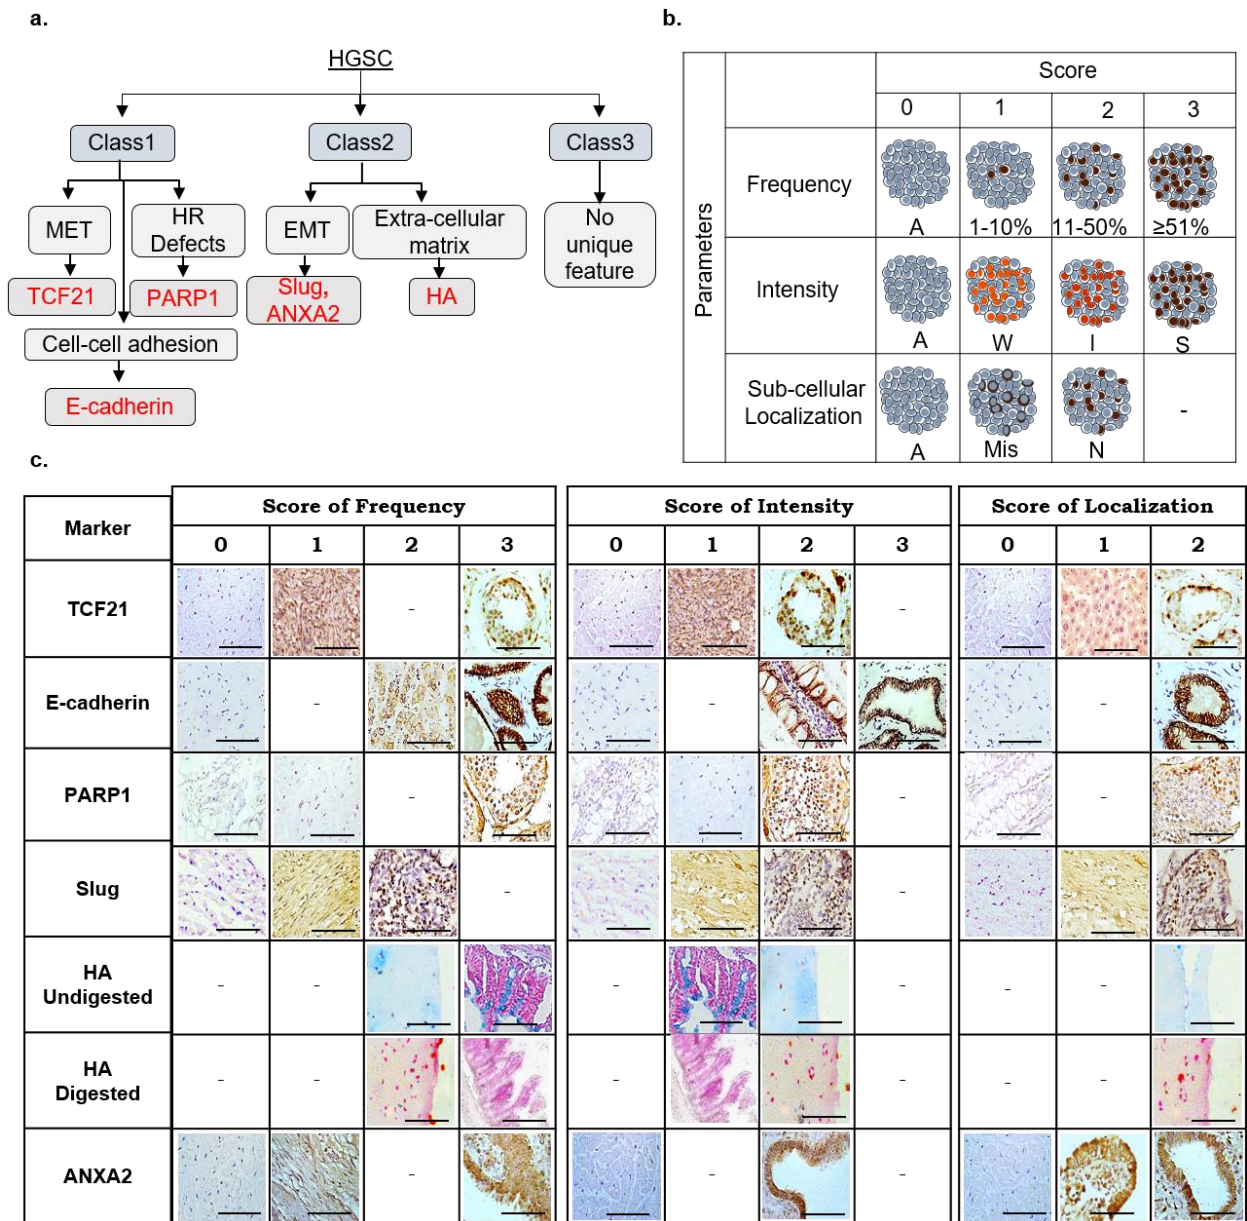 a.
HGSC
Class1
Class2
Class3
MET
HR
Defects
EMT
Extra-cellular
matrix
No
unique
feature
TCF21
PARP1
Slug,
ANXA2
HA
Cell-cell adhesion
E-cadherin
b.
Parameters
Score
0 1 2 3
Frequency
A 1-10% 11-50% ≥51%
Intensity
A W I S
Sub-cellular
Localization
-
A Mis N
c.
Marker
Score of Frequency
Score of Intensity
Score of Localization
0 1 2 3 0 1 2 3 0 1 2
TCF21 - -
E-cadherin - - -
PARP1 - - -
Slug - -
HA
Undigested
- - - - - -
HA
Digested
- - - - - -
ANXA2 - - -